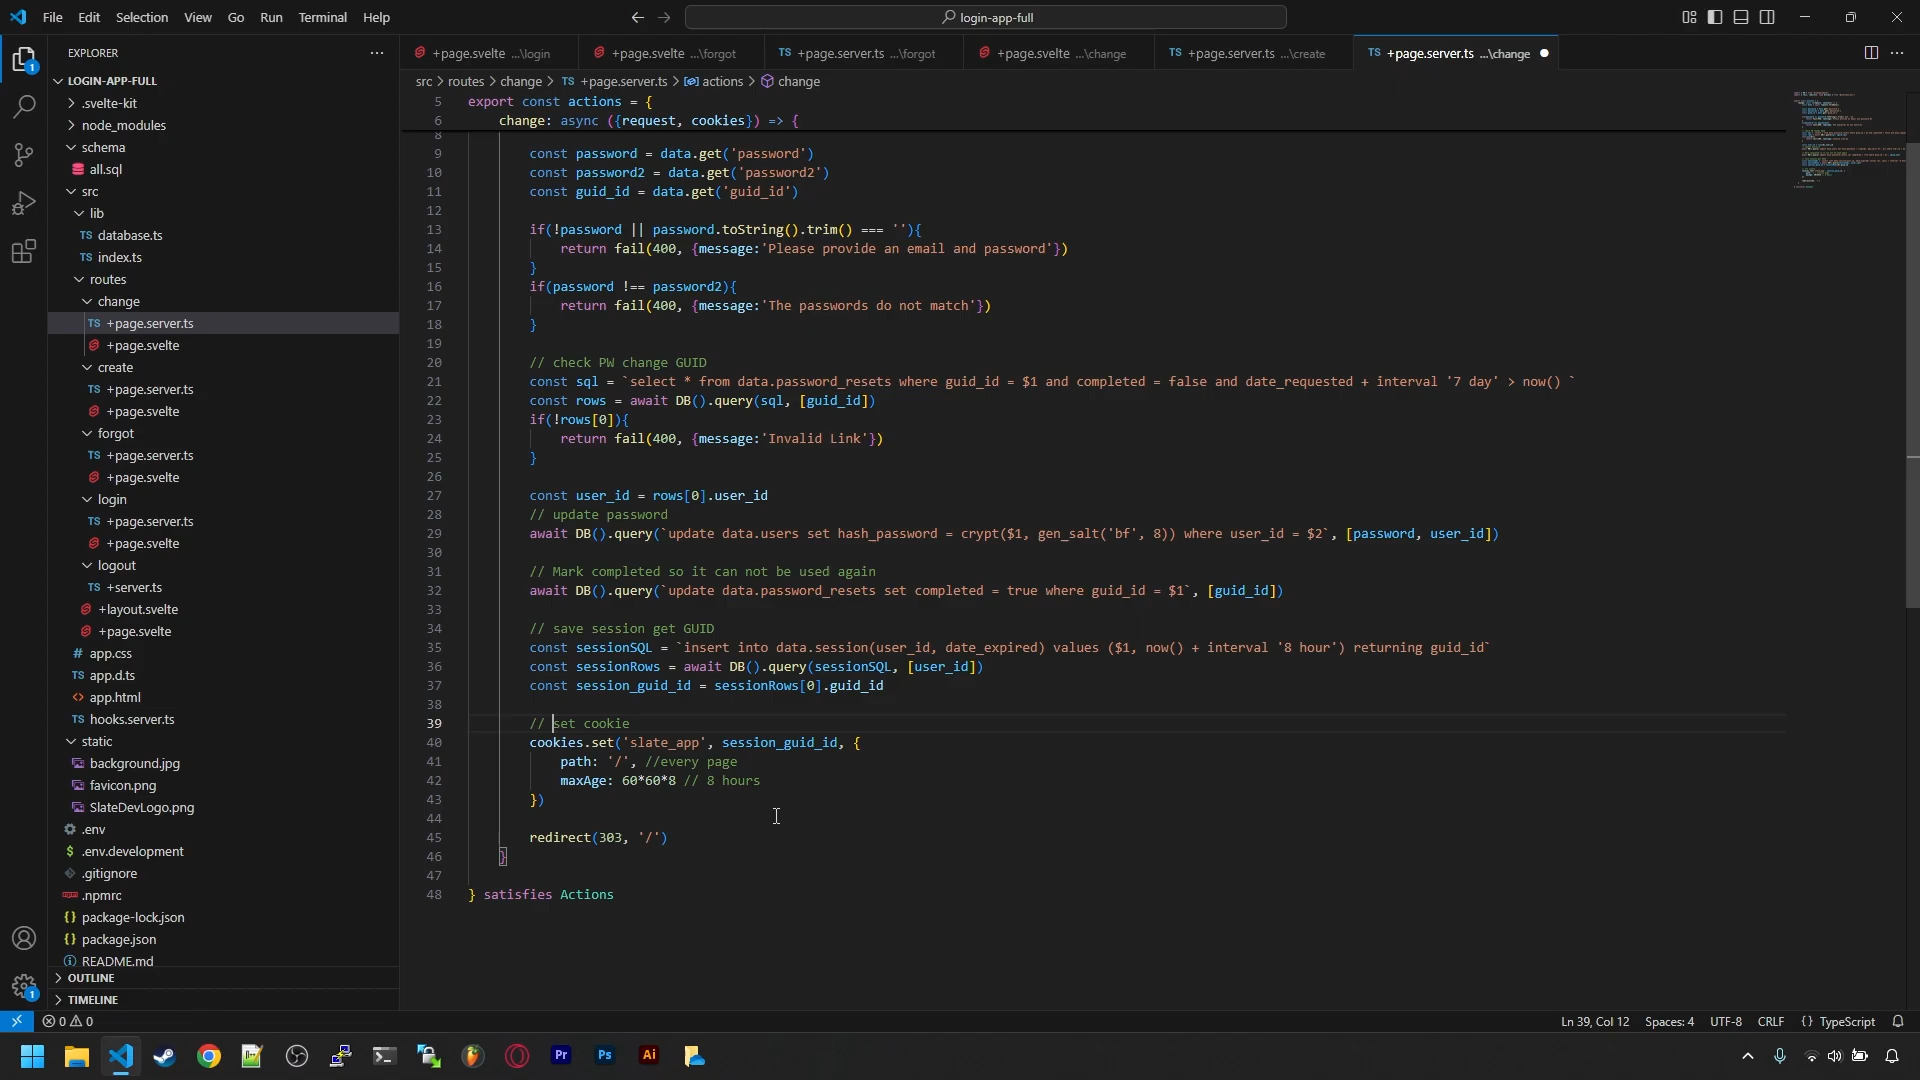 File Edit Selection View Go Run Terminal Help
login-app-full
EXPLORER
+page.svelte ...\login
+page.svelte ...\forgot
TS +page.server.ts ...\forgot
+page.svelte ...\change
TS +page.server.ts ...\create
TS +page.server.ts ...\change
LOGIN-APP-FULL
.svelte-kit
node_modules
schema
all.sql
src
lib
TS database.ts
TS index.ts
routes
change
TS +page.server.ts
+page.svelte
create
TS +page.server.ts
+page.svelte
forgot
TS +page.server.ts
+page.svelte
login
TS +page.server.ts
+page.svelte
logout
TS +server.ts
+layout.svelte
+page.svelte
# app.css
TS app.d.ts
<> app.html
TS hooks.server.ts
static
background.jpg
favicon.png
SlateDevLogo.png
.env
$ .env.development
.gitignore
.npmrc
{} package-lock.json
{} package.json
README.md
OUTLINE
TIMELINE
1
1
src > routes > change > TS +page.server.ts > actions > change
5 export const actions = {
6 change: async ({request, cookies}) => {
8
9 const password = data.get('password')
10 const password2 = data.get('password2')
11 const guid_id = data.get('guid_id')
12
13 if(!password || password.toString().trim() === ''){
14 return fail(400, {message:'Please provide an email and password'})
15 }
16 if(password !== password2){
17 return fail(400, {message:'The passwords do not match'})
18 }
19
20 // check PW change GUID
21 const sql = `select * from data.password_resets where guid_id = $1 and completed = false and date_requested + interval '7 day' > now() `
22 const rows = await DB().query(sql, [guid_id])
23 if(!rows[0]){
24 return fail(400, {message:'Invalid Link'})
25 }
26
27 const user_id = rows[0].user_id
28 // update password
29 await DB().query(`update data.users set hash_password = crypt($1, gen_salt('bf', 8)) where user_id = $2`, [password, user_id])
30
31 // Mark completed so it can not be used again
32 await DB().query(`update data.password_resets set completed = true where guid_id = $1`, [guid_id])
33
34 // save session get GUID
35 const sessionSQL = `insert into data.session(user_id, date_expired) values ($1, now() + interval '8 hour') returning guid_id`
36 const sessionRows = await DB().query(sessionSQL, [user_id])
37 const session_guid_id = sessionRows[0].guid_id
38
39 // set cookie
40 cookies.set('slate_app', session_guid_id, {
41 path: '/', //every page
42 maxAge: 60*60*8 // 8 hours
43 })
44
45 redirect(303, '/')
46 }
47
48 } satisfies Actions
0 0
Ln 39, Col 12 Spaces: 4 UTF-8 CRLF {} TypeScript
Pr Ps Ai